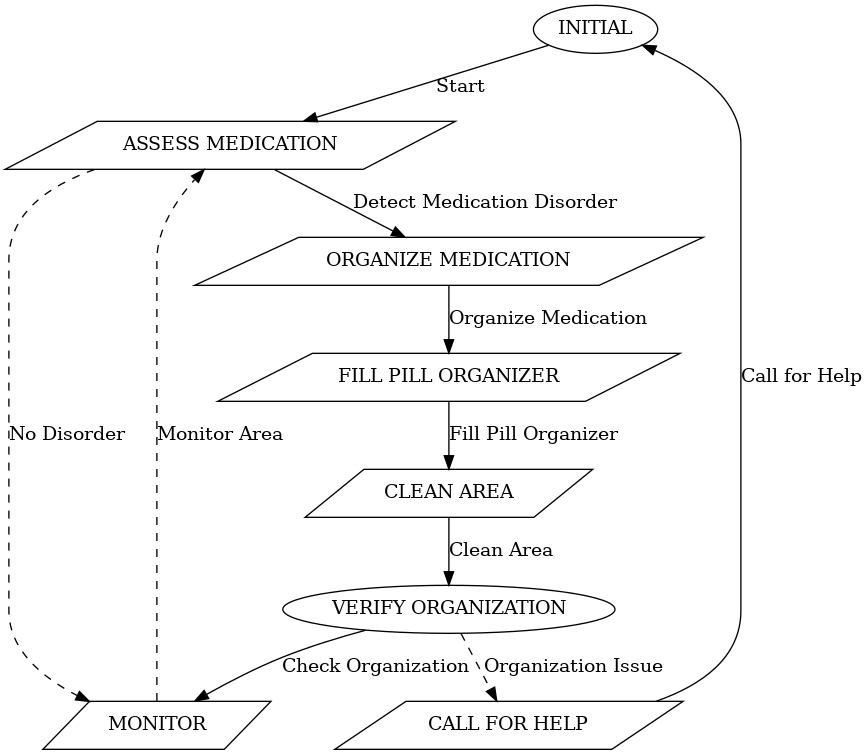 INITIAL
Start
ASSESS MEDICATION
Detect Medication Disorder
ORGANIZE MEDICATION
Organize Medication
FILL PILL ORGANIZER
Call for Help
No Disorder
Monitor Area
Fill Pill Organizer
CLEAN AREA
Clean Area
VERIFY ORGANIZATION
Check Organization
Organization Issue
MONITOR
CALL FOR HELP